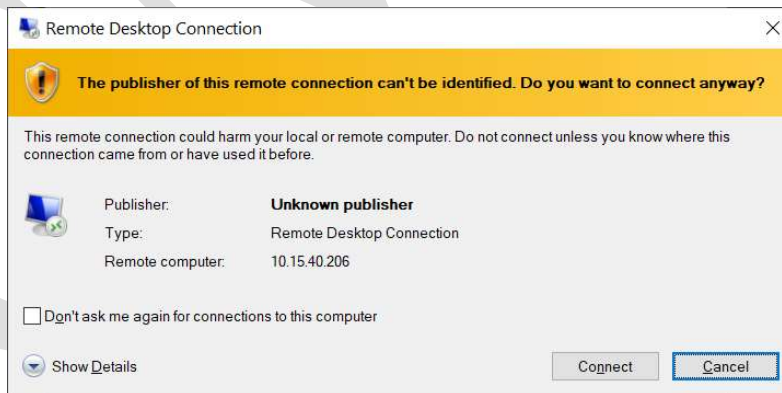 Remote Desktop Connection
The publisher of this remote connection can't be identified. Do you want to connect anyway?
This remote connection could harm your local or remote computer. Do not connect unless you know where this
connection came from or have used it before.
Publisher: Unknown publisher
Type: Remote Desktop Connection
Remote computer: 10.15.40.206
Don't ask me again for connections to this computer
Show Details Connect Cancel